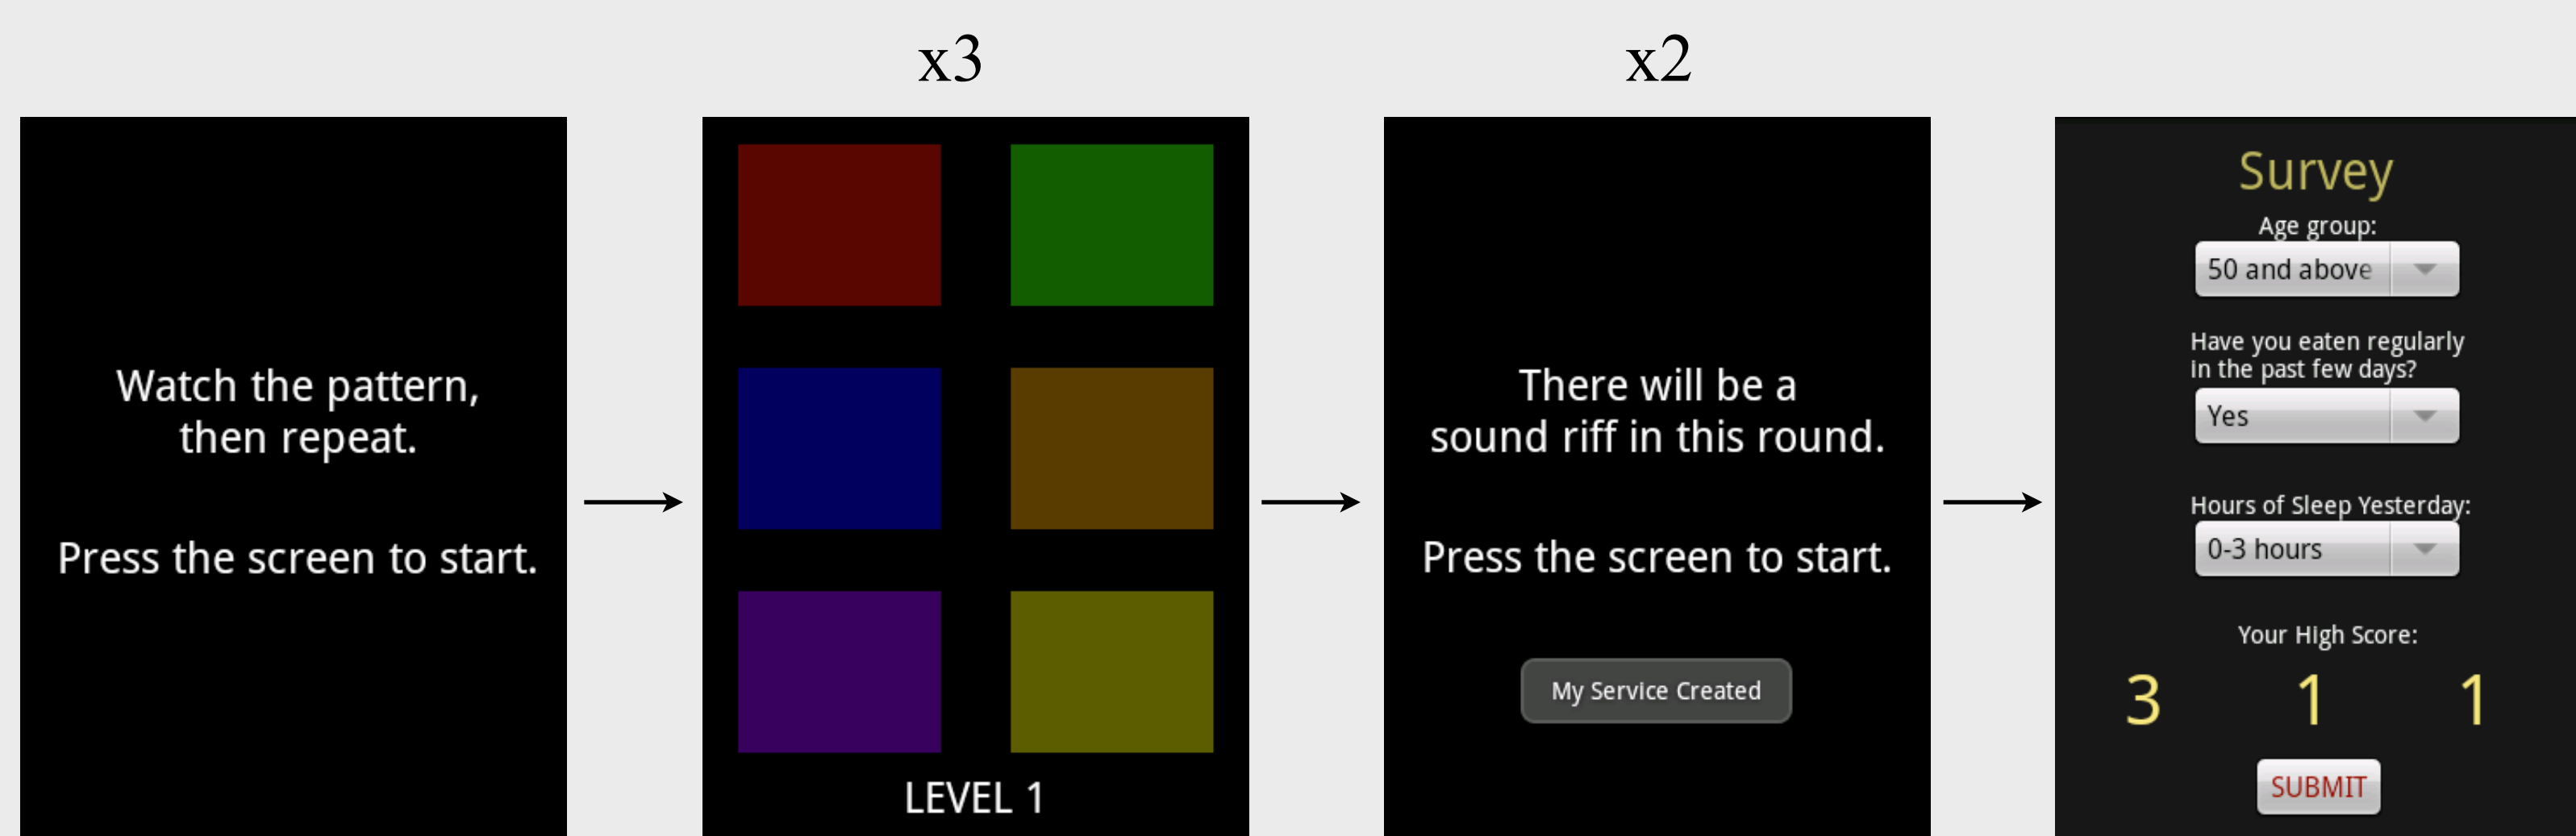 x3
x2
Watch the pattern,
then repeat.
Press the screen to start.
LEVEL 1
There will be a
sound riff in this round.
Press the screen to start.
My Service Created
Survey
Age group:
50 and above
Have you eaten regularly
in the past few days?
Yes
Hours of Sleep Yesterday:
0-3 hours
Your High Score:
3 1 1
SUBMIT